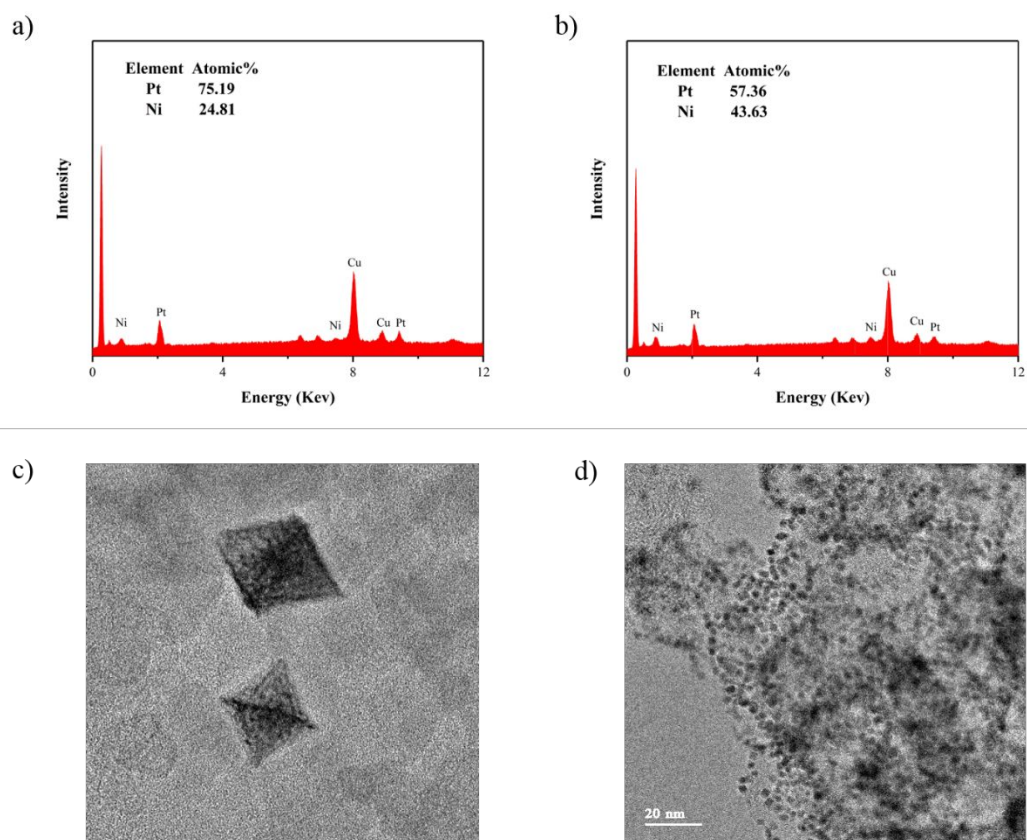 a)
Element Atomic%
Pt 75.19
Ni 24.81
Intensity
Ni
Pt
Ni
Cu
Cu
Pt
0 4 8 12
Energy (Kev)
b)
Element Atomic%
Pt 57.36
Ni 43.63
Intensity
Ni
Pt
Ni
Cu
Cu
Pt
0 4 8 12
Energy (Kev)
c)
d)
20 nm